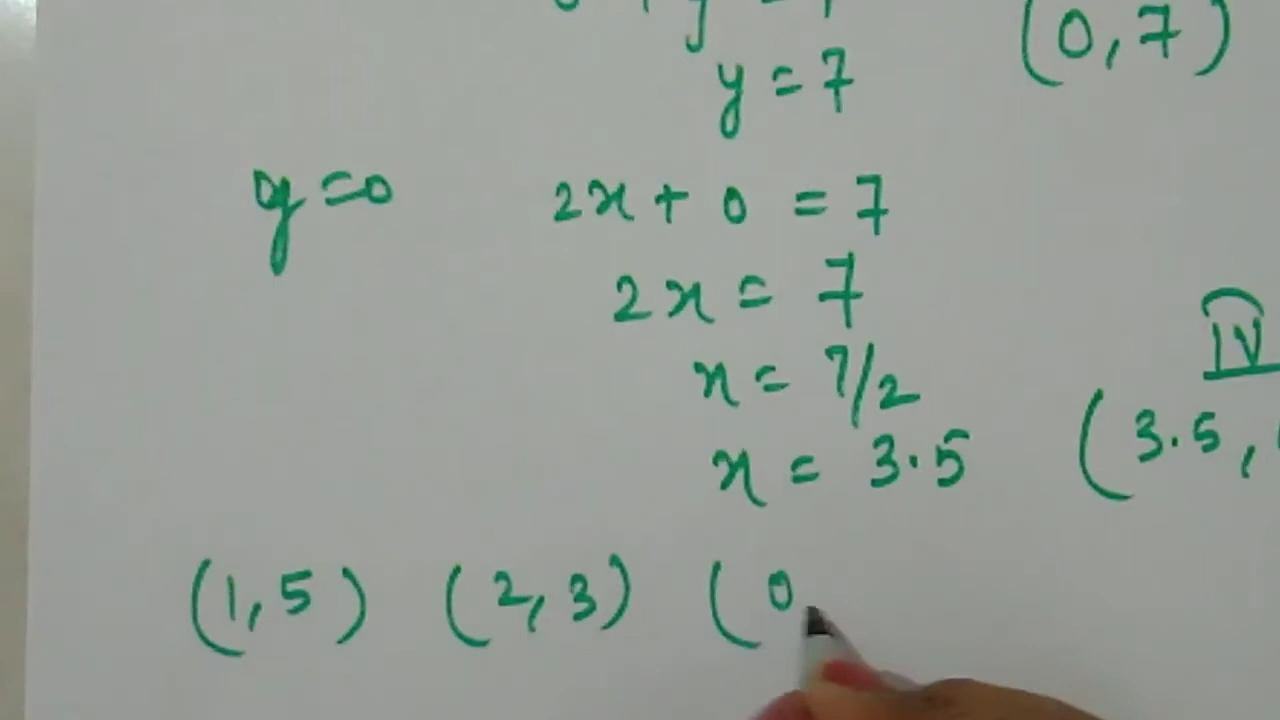 y = 7 (0, 7)
y = 0 2x + 0 = 7
2x = 7
IV
x = 7/2
x = 3.5 (3.5,
(1, 5) (2, 3) (0